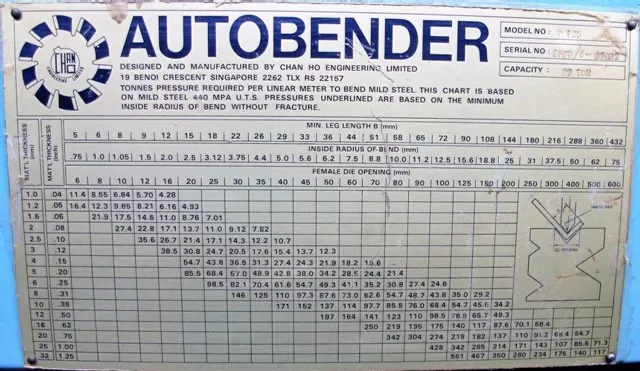 CHAN
HO
AUTOBENDER
DESIGNED AND MANUFACTURED BY CHAN HO ENGINEERING LIMITED
19 BENOI CRESCENT SINGAPORE 2262 TLX RS 22157
TONNES PRESSURE REQUIRED PER LINEAR METER TO BEND MILD STEEL. THIS CHART IS BASED
ON MILD STEEL 440 MPA U.T.S. PRESSURES UNDERLINED ARE BASED ON THE MINIMUM
INSIDE RADIUS OF BEND WITHOUT FRACTURE.
MODEL NO :
SERIAL NO :
CAPACITY :
MAT'L THICKNESS (mm)
MAT'L THICKNESS (inch)
MIN. LEG LENGTH B (mm)
5 6 7 9 11 15 18 22 26 29 33 36 44 51 58 66 72 88 108 144 180 216 288 360 432
INSIDE RADIUS OF BEND (mm)
.75 1.0 1.05 1.5 2.0 2.5 3.12 3.75 4.4 5.0 5.6 6.2 7.5 8.8 10.0 11.2 12.5 15.6 18.8 25 31 37.5 50 62 75
FEMALE DIE OPENING (mm)
6 8 10 12 16 20 25 30 35 40 45 50 60 70 80 90 100 125 150 200 250 300 400 500 600
1.0 .04 11.4 8.55 6.84 5.70 4.28
1.2 .05 16.4 12.3 9.85 8.21 6.16 4.93
1.6 .06 21.9 17.5 14.6 11.0 8.76 7.01
2 .08 27.4 22.8 17.1 13.7 11.0 9.12 7.82
2.5 .10 35.6 26.7 21.4 17.1 14.3 12.2 10.7
3 .12 38.5 30.8 24.7 20.5 17.6 15.4 13.7 12.3
4 .15 54.7 43.8 36.5 31.3 27.4 24.3 21.9 18.2 15.6
5 .20 85.5 68.4 57.0 48.9 42.8 38.0 34.2 28.5 24.4 21.4
6 .25 98.5 82.1 70.4 61.6 54.7 49.3 41.1 35.2 30.8 27.4 24.6
8 .31 146 125 110 97.3 87.6 73.0 62.6 54.7 48.7 43.8 35.0 29.2
10 .38 171 152 137 114 97.7 85.5 76.0 68.4 54.7 45.6 34.2
12 .50 197 164 141 123 110 98.5 78.9 65.7 49.3
16 62 250 219 195 175 140 117 87.6 70.1 58.4
20 .75 342 304 274 219 182 137 110 91.2 68.4 54.7
25 1.00 428 342 285 214 171 143 107 85.5 71.3
32 1.25 561 467 350 280 234 175 140 117